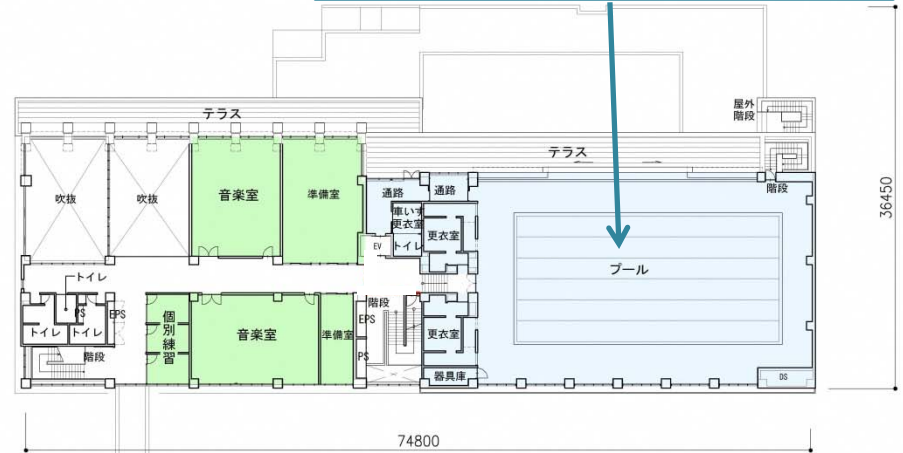 屋外
階段
テラス
テラス
階段
吹抜
吹抜
音楽室
準備室
通路
通路
車いす
更衣室
トイレ
EV
更衣室
プール
36450
トイレ
PS
EPS
トイレ
トイレ
階段
個別練習
音楽室
準備室
階段
EPS
PS
更衣室
器具庫
DS
74800